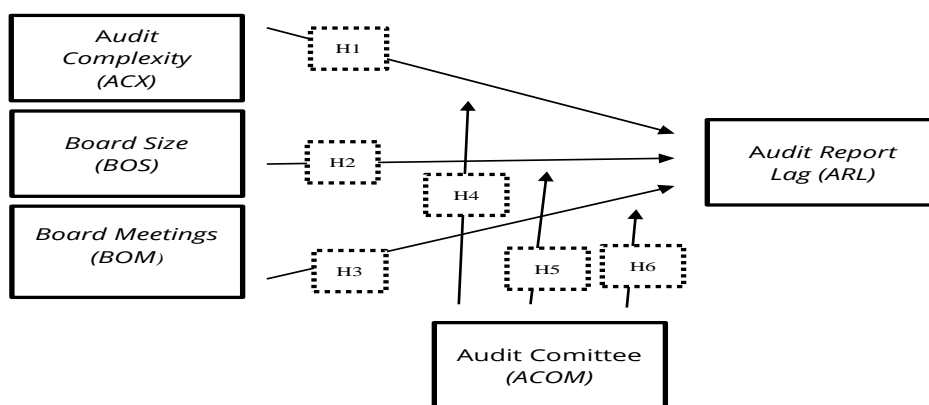 Audit
Complexity
(ACX)
H1
Board Size
(BOS)
H2
Audit Report
Lag (ARL)
H4
Board Meetings
(BOM)
H3
H5
H6
Audit Comittee
(ACOM)